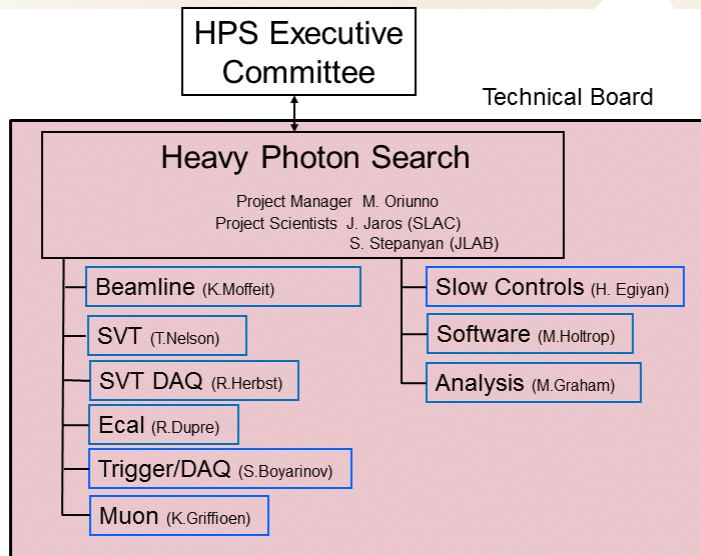 HPS Executive
Committee
Technical Board
Heavy Photon Search
Project Manager M. Oriunno
Project Scientists J. Jaros (SLAC)
S. Stepanyan (JLAB)
Beamline (K.Moffeit)
SVT (T.Nelson)
SVT DAQ (R.Herbst)
Ecal (R.Dupre)
Trigger/DAQ (S.Boyarinov)
Muon (K.Griffioen)
Slow Controls (H. Egiyan)
Software (M.Holtrop)
Analysis (M.Graham)